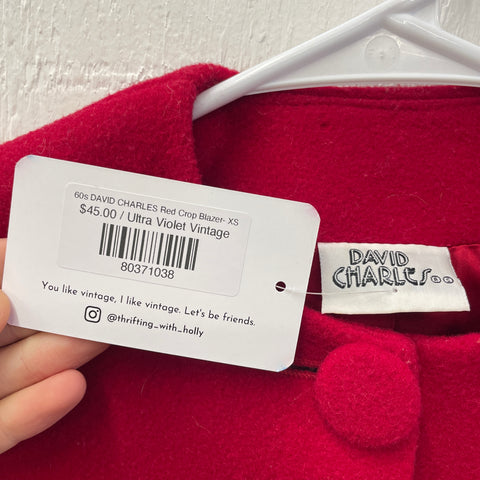 60s DAVID CHARLES Red Crop Blazer- XS
$45.00 / Ultra Violet Vintage
80371038
You like vintage, I like vintage. Let's be friends.
@thrifting_with_holly
DAVID
CHARLES